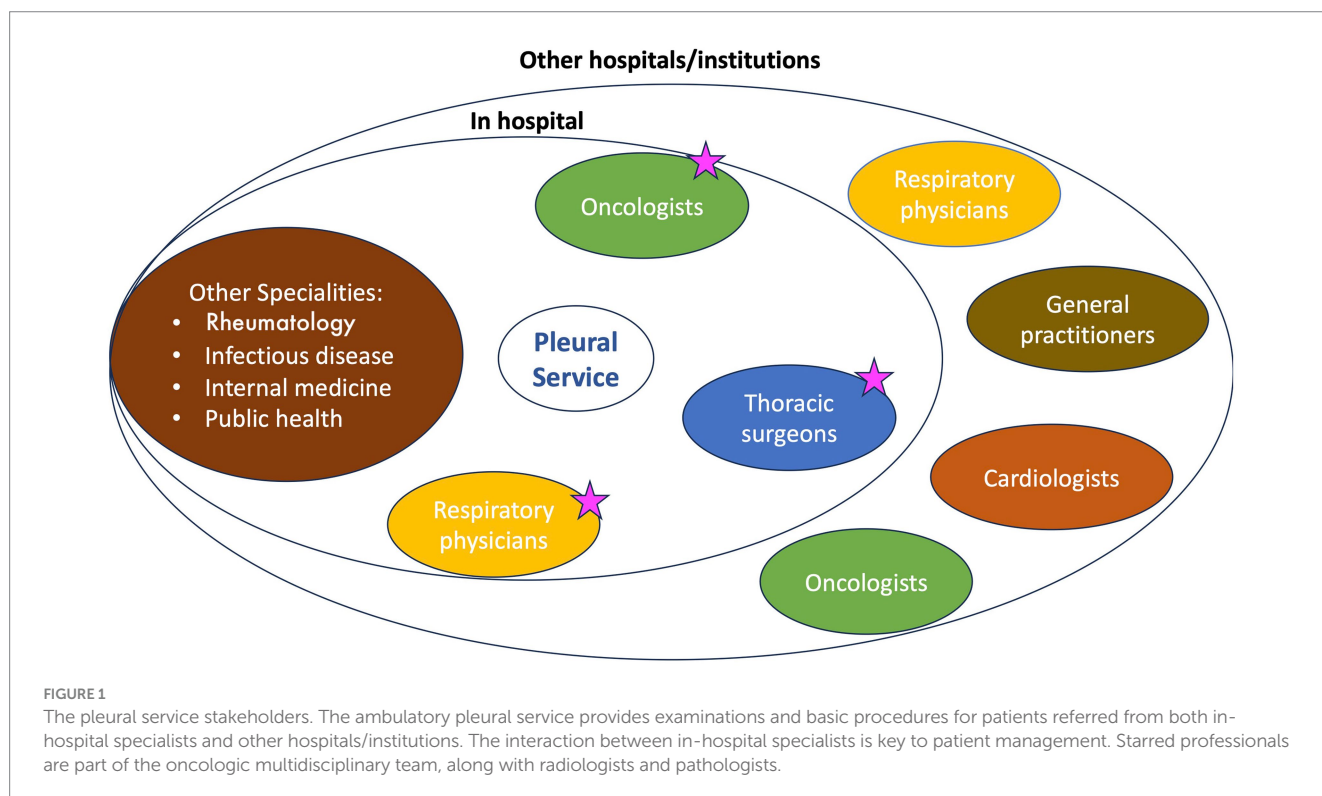 Other hospitals/institutions
In hospital
Oncologists
Respiratory
physicians
Other Specialities:
• Rheumatology
• Infectious disease
• Internal medicine
• Public health
Pleural
Service
General
practitioners
Thoracic
surgeons
Cardiologists
Respiratory
physicians
Oncologists
FIGURE 1
The pleural service stakeholders. The ambulatory pleural service provides examinations and basic procedures for patients referred from both in-
hospital specialists and other hospitals/institutions. The interaction between in-hospital specialists is key to patient management. Starred professionals
are part of the oncologic multidisciplinary team, along with radiologists and pathologists.